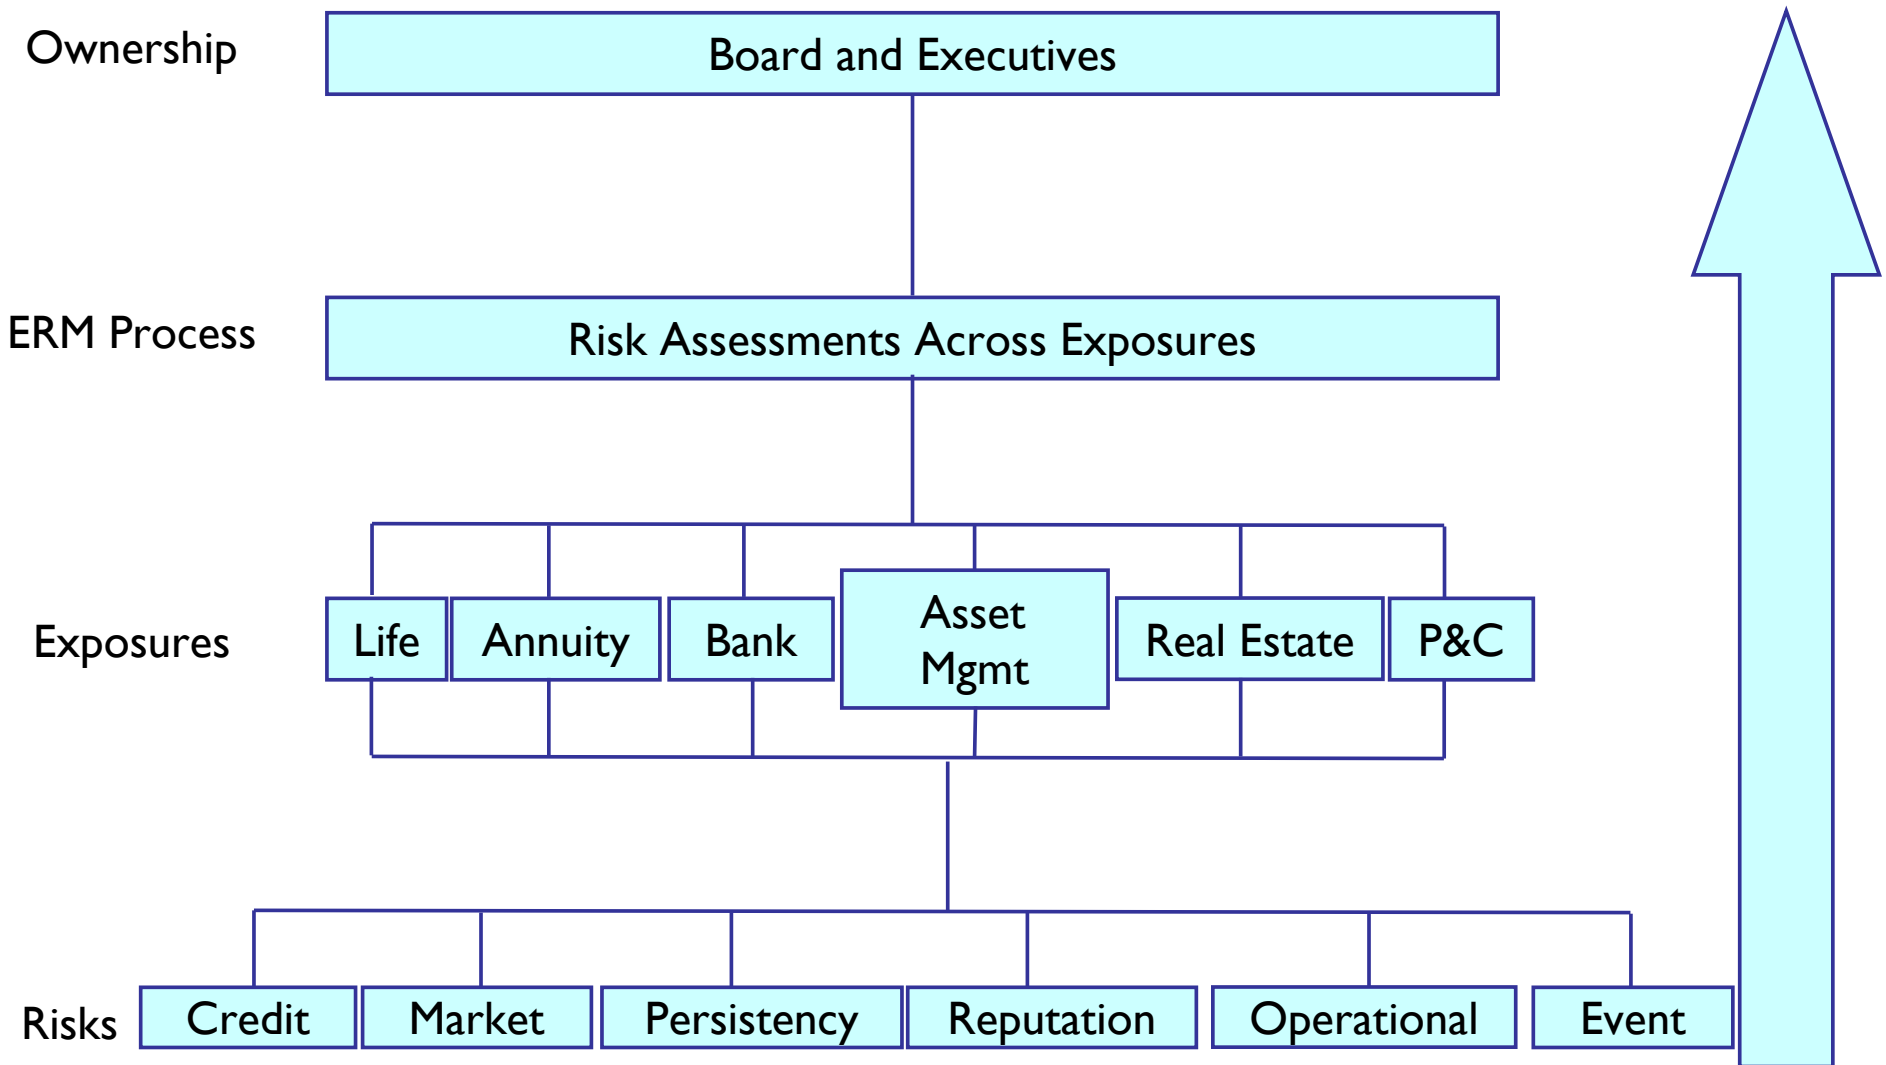 Ownership
Board and Executives
ERM Process
Risk Assessments Across Exposures
Exposures
Life
Annuity
Bank
Asset
Mgmt
Real Estate
P&C
Risks
Credit
Market
Persistency
Reputation
Operational
Event